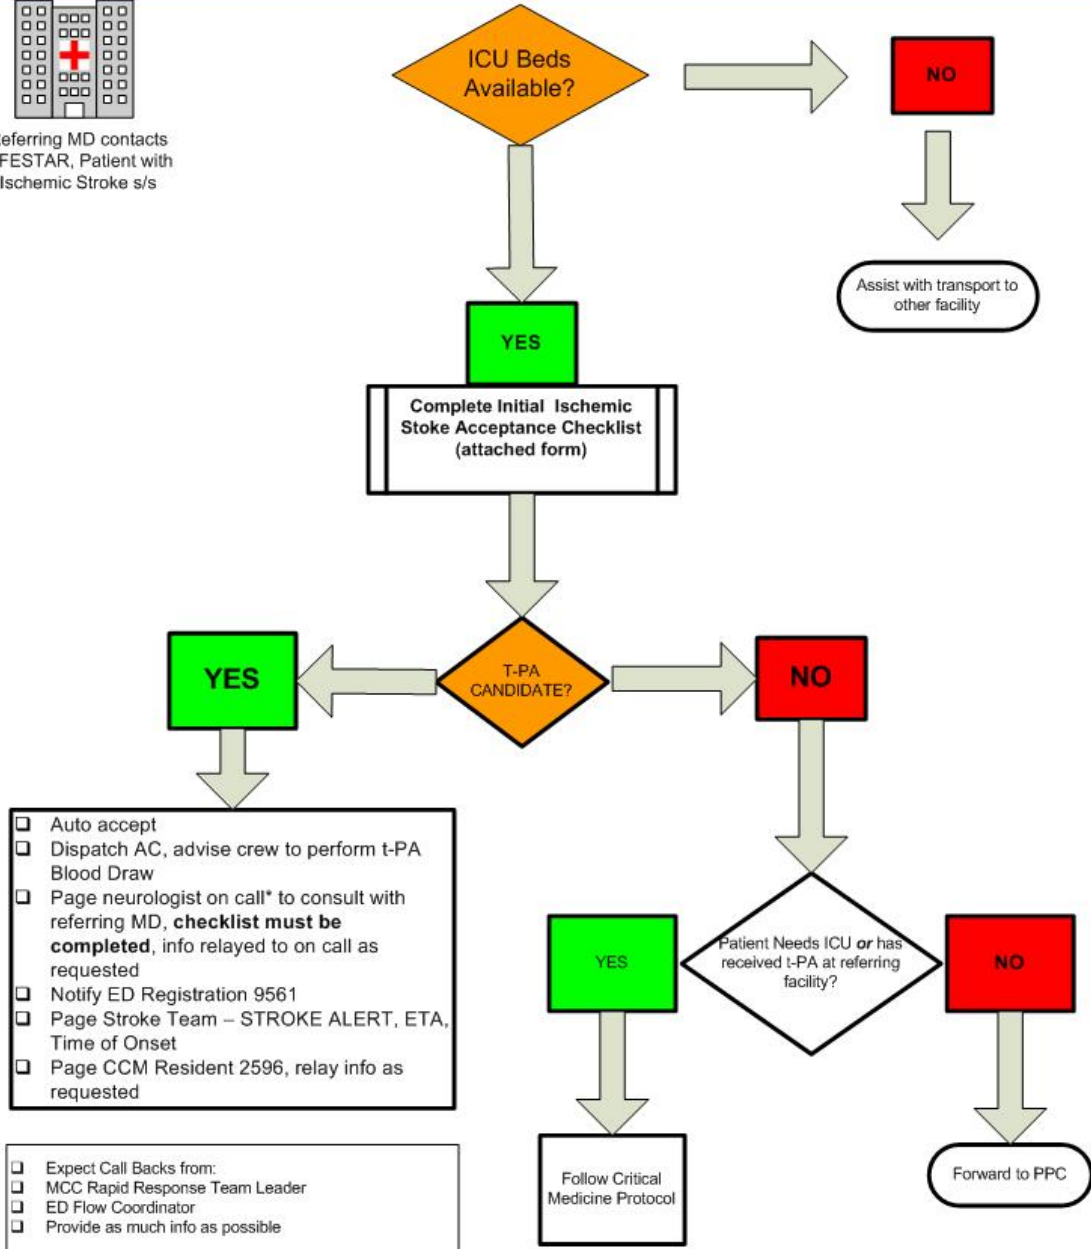 eferring MD contacts
FESTAR, Patient with
Ischemic Stroke s/s
ICU Beds
Available?
NO
Assist with transport to
other facility
YES
Complete Initial Ischemic
Stoke Acceptance Checklist
(attached form)
T-PA
CANDIDATE?
YES
NO
❑ Auto accept
❑ Dispatch AC, advise crew to perform t-PA
Blood Draw
❑ Page neurologist on call* to consult with
referring MD, checklist must be
completed, info relayed to on call as
requested
❑ Notify ED Registration 9561
❑ Page Stroke Team – STROKE ALERT, ETA,
Time of Onset
❑ Page CCM Resident 2596, relay info as
requested
YES
Patient Needs ICU or has
received t-PA at referring
facility?
NO
Follow Critical
Medicine Protocol
Forward to PPC
❑ Expect Call Backs from:
❑ MCC Rapid Response Team Leader
❑ ED Flow Coordinator
❑ Provide as much info as possible